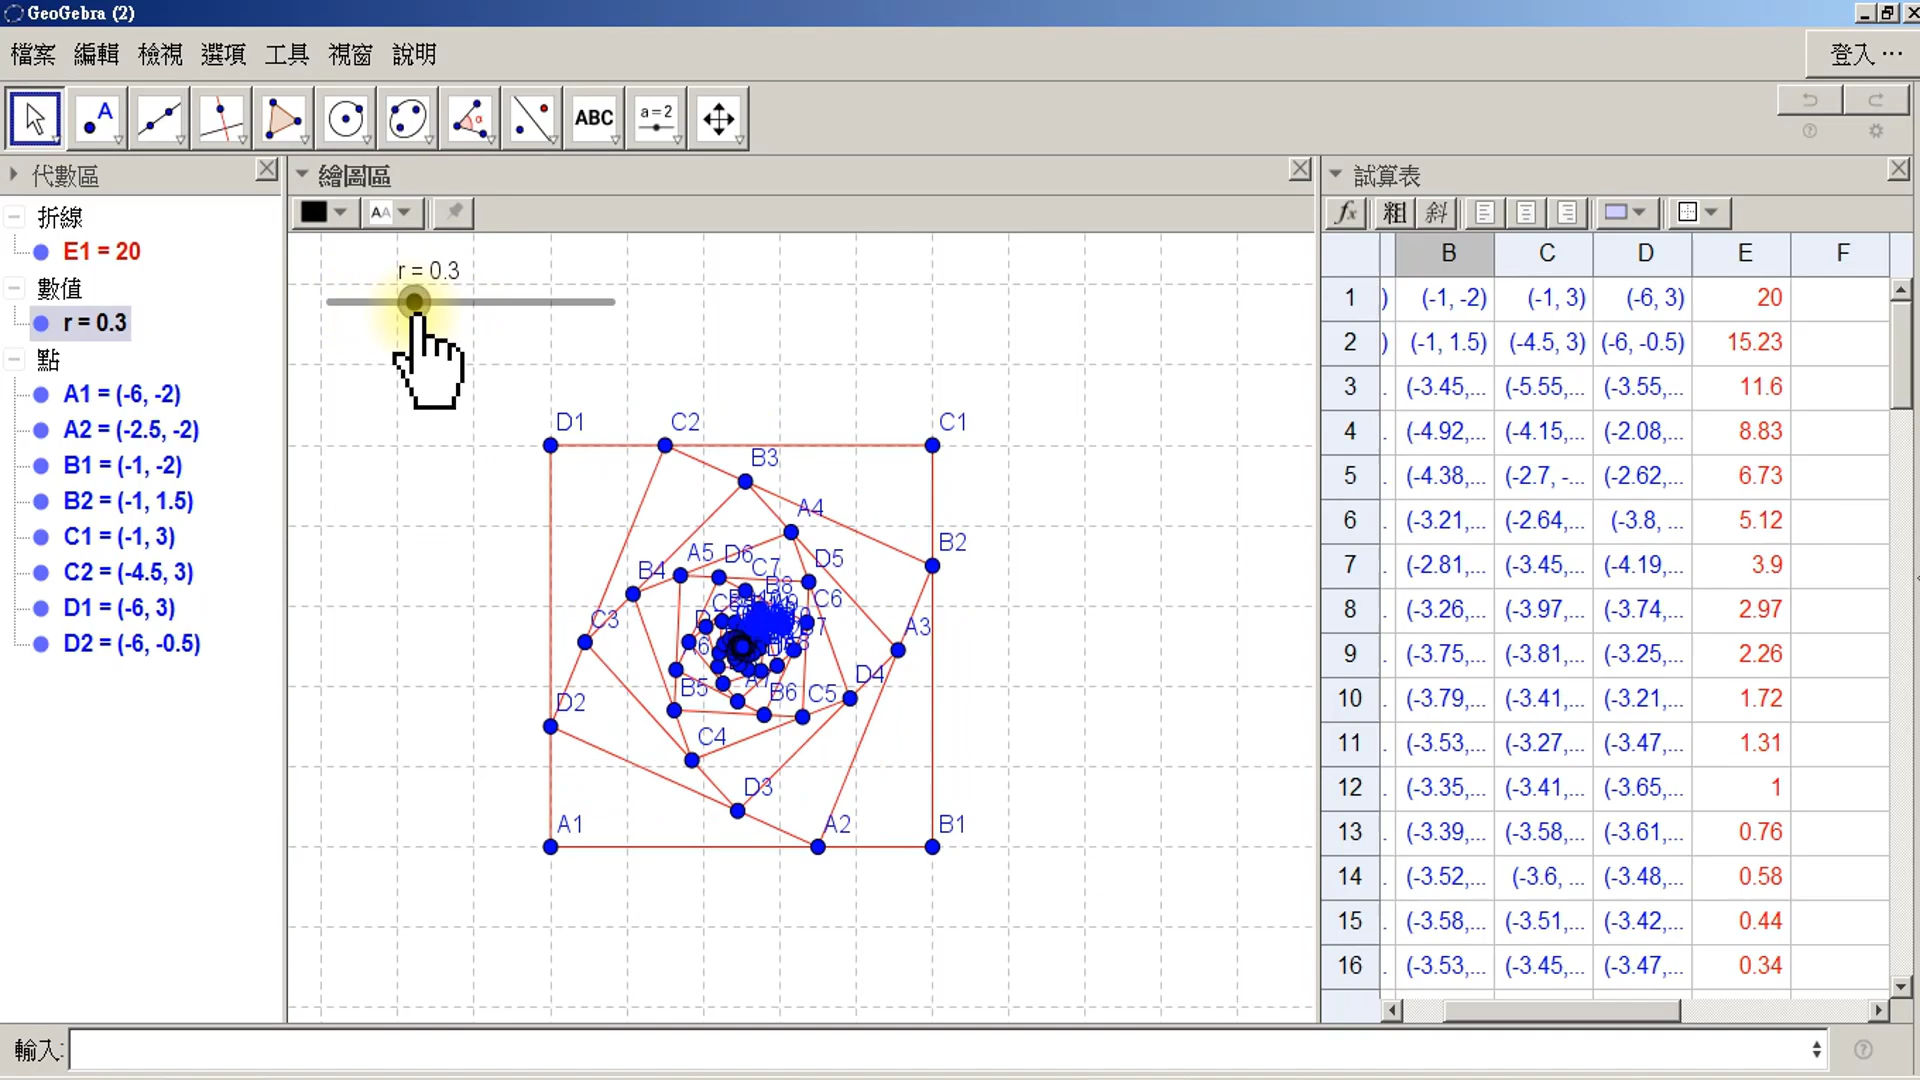 GeoGebra (2)
檔案 編輯 檢視 選項 工具 視窗 說明
登入 ...
A
α
ABC
a=2
代數區
繪圖區
試算表
折線
E1 = 20
數值
r = 0.3
點
A1 = (-6, -2)
A2 = (-2.5, -2)
B1 = (-1, -2)
B2 = (-1, 1.5)
C1 = (-1, 3)
C2 = (-4.5, 3)
D1 = (-6, 3)
D2 = (-6, -0.5)
AA
r = 0.3
D1 C2 C1
B3
A4
B2
A5 D6 D5
C7
B4
B8
C6
C3
A3
D4
B5
B6 C5
D2
C4
D3
A1 A2 B1
fx 粗 斜
B C D E F
1 ) (-1, -2) (-1, 3) (-6, 3) 20
2 ) (-1, 1.5) (-4.5, 3) (-6, -0.5) 15.23
3 . (-3.45,... (-5.55,... (-3.55,... 11.6
4 . (-4.92,... (-4.15,... (-2.08,... 8.83
5 . (-4.38,... (-2.7, -... (-2.62,... 6.73
6 . (-3.21,... (-2.64,... (-3.8, ... 5.12
7 . (-2.81,... (-3.45,... (-4.19,... 3.9
8 . (-3.26,... (-3.97,... (-3.74,... 2.97
9 . (-3.75,... (-3.81,... (-3.25,... 2.26
10 . (-3.79,... (-3.41,... (-3.21,... 1.72
11 . (-3.53,... (-3.27,... (-3.47,... 1.31
12 . (-3.35,... (-3.41,... (-3.65,... 1
13 . (-3.39,... (-3.58,... (-3.61,... 0.76
14 . (-3.52,... (-3.6, ... (-3.48,... 0.58
15 . (-3.58,... (-3.51,... (-3.42,... 0.44
16 . (-3.53,... (-3.45,... (-3.47,... 0.34
輸入: